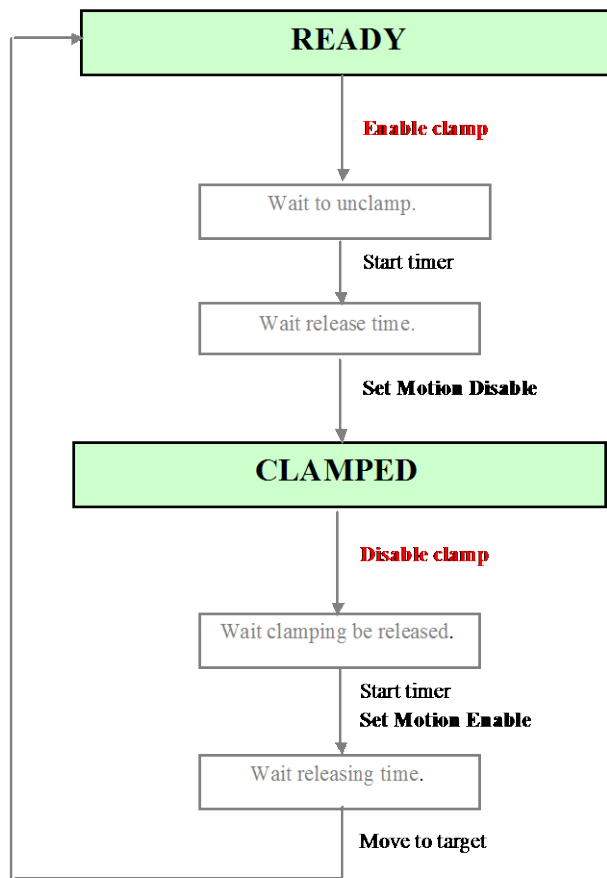 READY
Enable clamp
Wait to unclamp.
Start timer
Wait release time.
Set Motion Disable
CLAMPED
Disable clamp
Wait clamping be released.
Start timer
Set Motion Enable
Wait releasing time.
Move to target